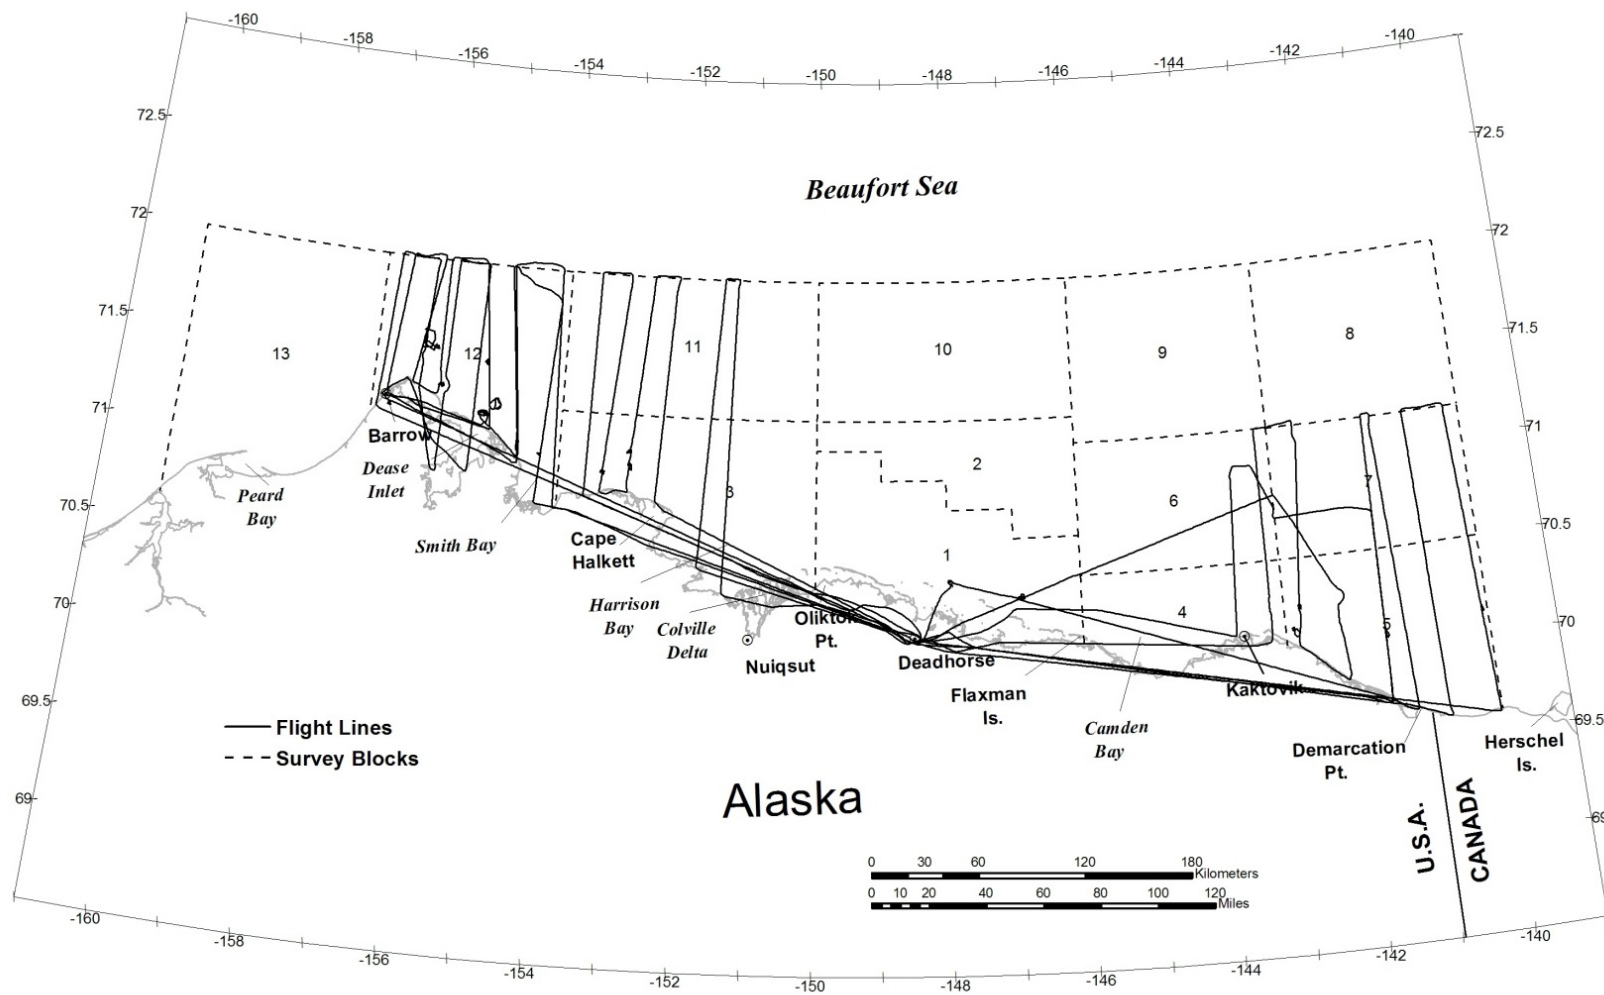 -160
-158
-156
-154
-152
-150
-148
-146
-144
-142
-140
72.5
72.5
Beaufort Sea
72
72
71.5
71.5
13
12
11
10
9
8
71
71
Barrow
Dease
Inlet
Peard
Bay
2
7
3
6
70.5
70.5
Smith Bay
Cape
Halkett
1
Harrison
Bay
Colville
Delta
Oliktok
Pt.
4
5
70
70
Nuiqsut
Deadhorse
Flaxman
Is.
Kaktovik
Camden
Bay
69.5
69.5
Demarcation
Pt.
Herschel
Is.
Flight Lines
Survey Blocks
Alaska
69
U.S.A.
CANADA
0 30 60 120 180
Kilometers
0 10 20 40 60 80 100 120
Miles
-160
-158
-156
-154
-152
-150
-148
-146
-144
-142
-140